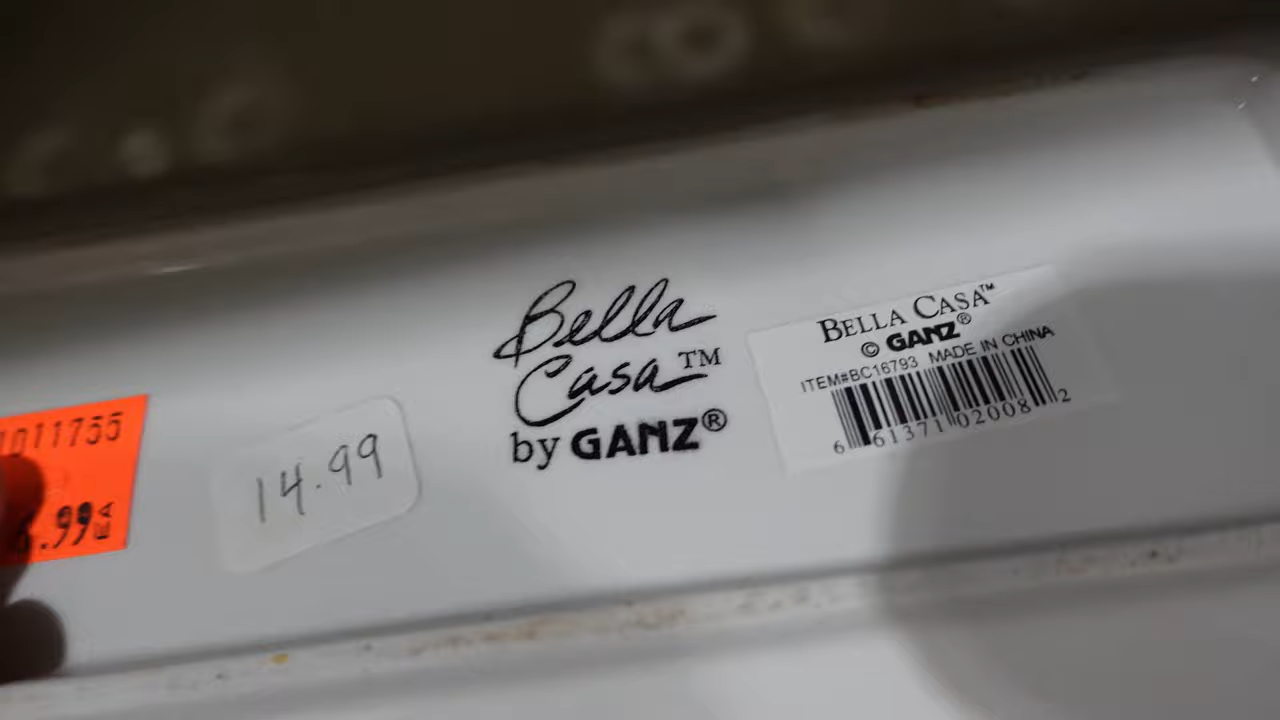 1011755
.99 EA
14.99
Bella
Casa™
by GANZ®
BELLA CASA™
© GANZ®
ITEM#BC16793 MADE IN CHINA
6 61371 02008 2